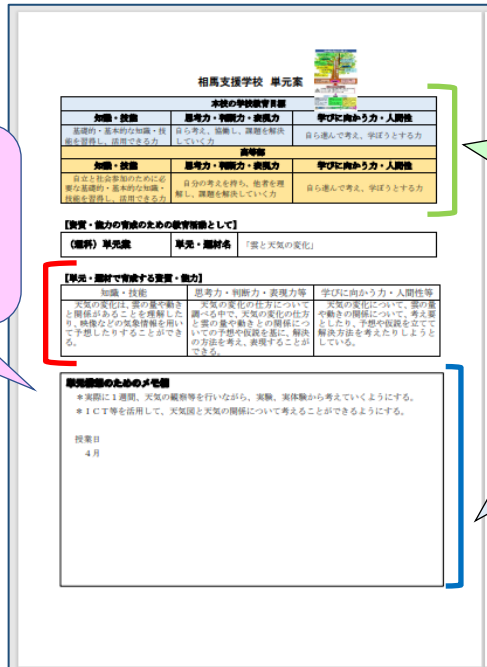 相馬支援学校 単元案
本校の学校教育目標
知識・技能 思考力・判断力・表現力 学びに向かう力・人間性
基礎的・基本的な知識・技 自ら考え、協働し、課題を解決 自ら進んで考え、学ぼうとする力
能を習得し、活用できる力 していく力
高等部
知識・技能 思考力・判断力・表現力 学びに向かう力・人間性
自立と社会参加のために必 自分の考えを持ち、他者を理 自ら進んで考え、学ぼうとする力
要な基礎的・基本的な知識・ 解し、課題を解決していく力
技能を習得し、活用できる力
【資質・能力の育成のための教育活動として】
(理科)単元案 単元・題材名 「雲と天気の変化」
【単元・題材で育成する資質・能力】
知識・技能 思考力・判断力・表現力等 学びに向かう力・人間性等
天気の変化は、雲の量や動き 天気の変化の仕方について 天気の変化について、雲の量
と関係があることを理解した 調べる中で、天気の変化の仕方 や動きの関係について、考え要
り、映像などの気象情報を用い と雲の量や動きとの関係につ としたり、予想や仮説を立てて
て予想したりすることができ いての予想や仮説を基に、解決 解決方法を考えたりしようと
る。 の方法を考え、表現することが している。
できる。
単元構想のためのメモ欄
＊実際に１週間、天気の観察等を行いながら、実験、実体験から考えていくようにする。
＊ＩＣＴ等を活用して、天気図と天気の関係について考えることができるようにする。
授業日
４月